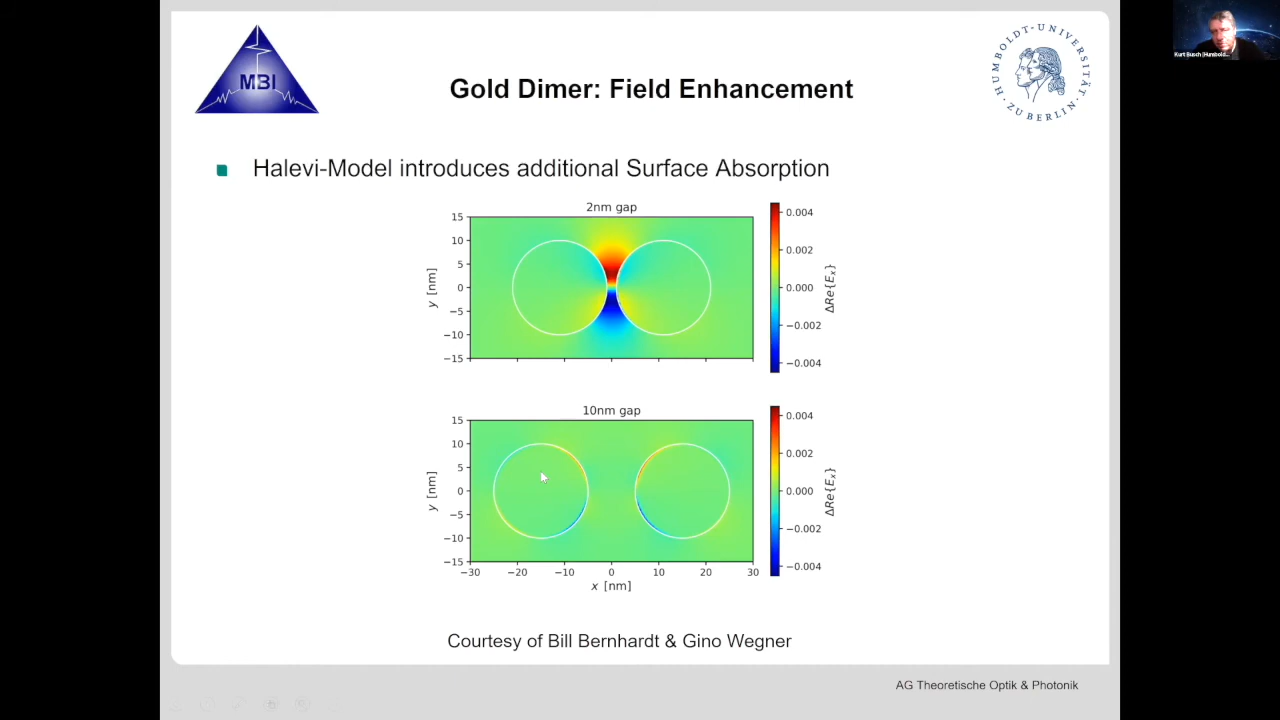 MBI
HUMBOLDT-UNIVERSITÄT
ZU BERLIN
Kurt Busch (Humbold...
Gold Dimer: Field Enhancement
Halevi-Model introduces additional Surface Absorption
2nm gap
15
10
5
0
−5
−10
−15
y [nm]
0.004
0.002
0.000
−0.002
−0.004
ΔRe{Eₓ}
10nm gap
15
10
5
0
−5
−10
−15
y [nm]
−30 −20 −10 0 10 20 30
x [nm]
0.004
0.002
0.000
−0.002
−0.004
ΔRe{Eₓ}
Courtesy of Bill Bernhardt & Gino Wegner
AG Theoretische Optik & Photonik